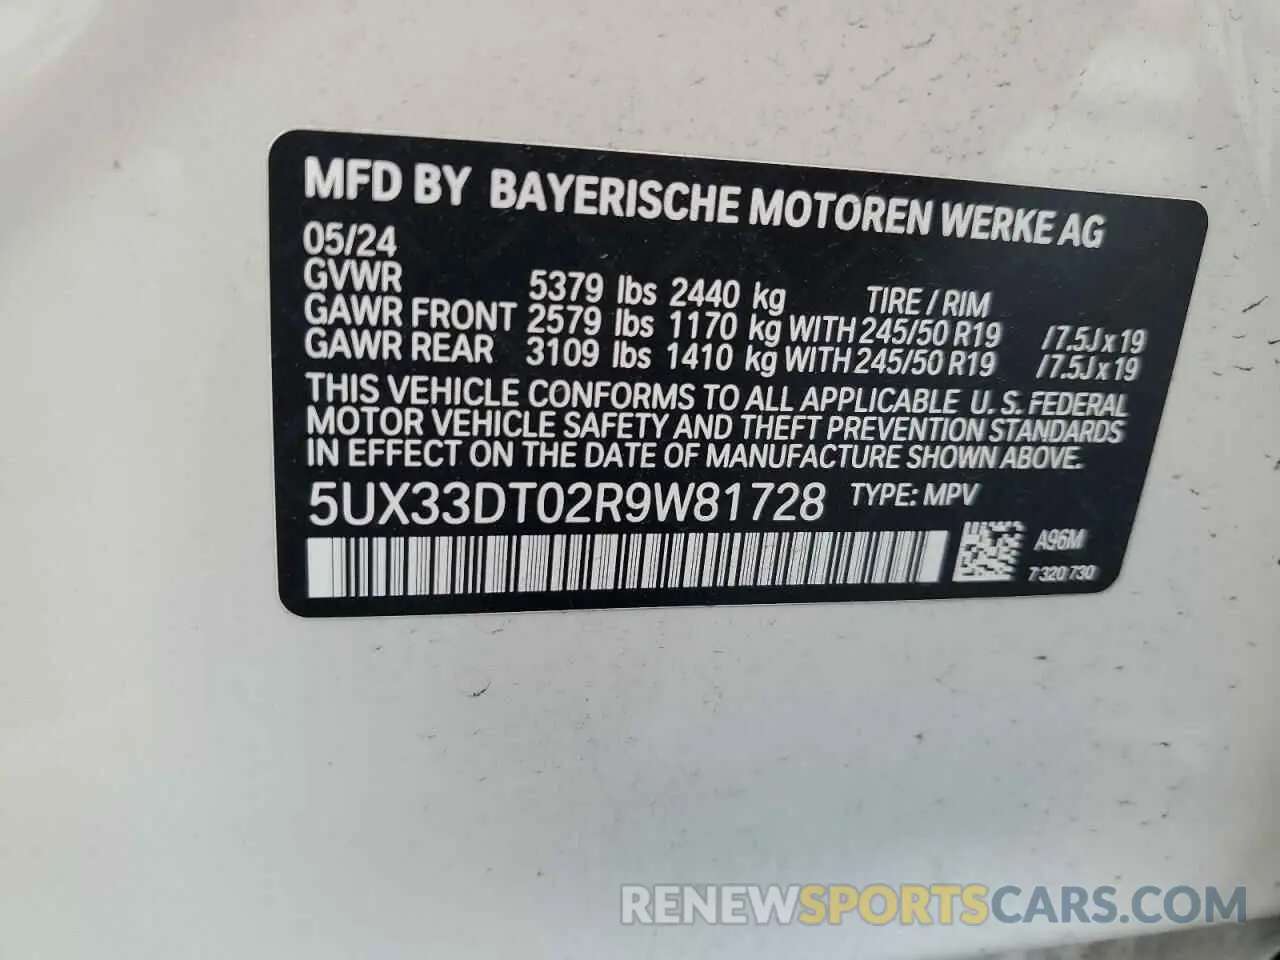 MFD BY BAYERISCHE MOTOREN WERKE AG
05/24
GVWR 5379 lbs 2440 kg TIRE / RIM
GAWR FRONT 2579 lbs 1170 kg WITH 245/50 R19 / 7.5J x 19
GAWR REAR 3109 lbs 1410 kg WITH 245/50 R19 / 7.5J x 19
THIS VEHICLE CONFORMS TO ALL APPLICABLE U. S. FEDERAL
MOTOR VEHICLE SAFETY AND THEFT PREVENTION STANDARDS
IN EFFECT ON THE DATE OF MANUFACTURE SHOWN ABOVE.
5UX33DT02R9W81728 TYPE: MPV
A96M
7 320 730
RENEWSPORTSCARS.COM